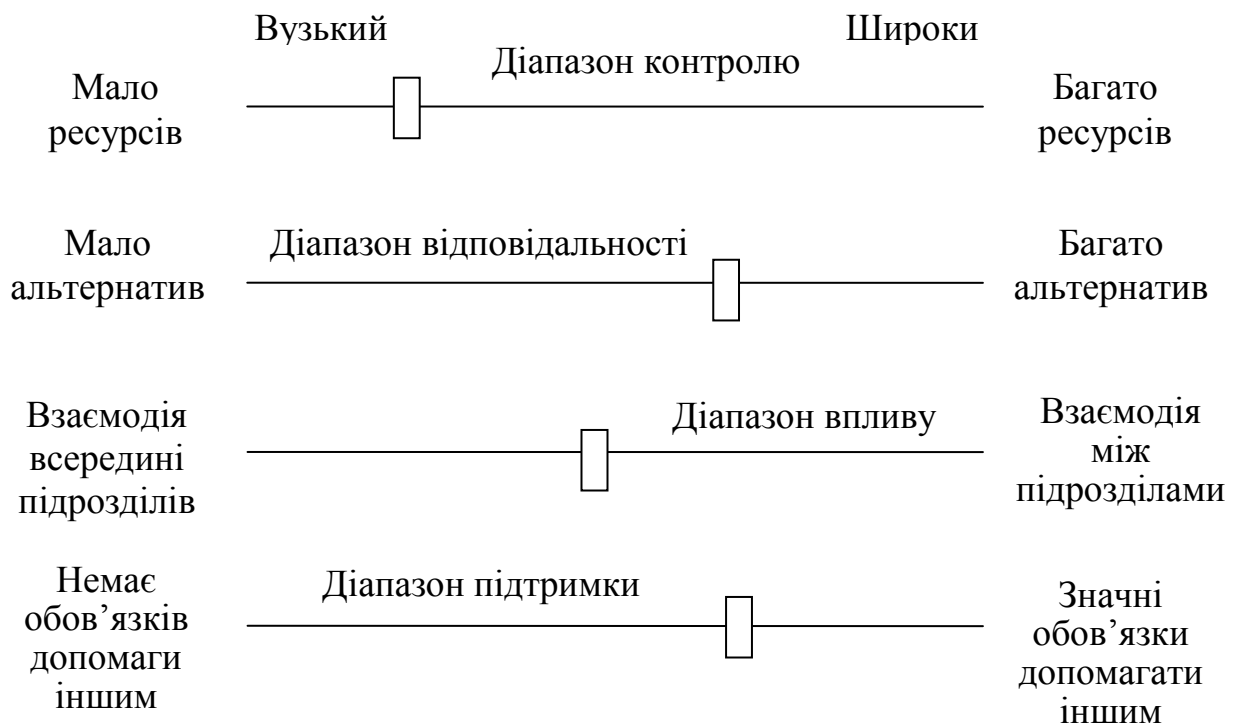 Вузький Широки
Діапазон контролю
Мало
ресурсів
Багато
ресурсів
Мало
альтернатив
Діапазон відповідальності
Багато
альтернатив
Взаємодія
всередині
підрозділів
Діапазон впливу
Взаємодія
між
підрозділами
Немає
обов’язків
допомаги
іншим
Діапазон підтримки
Значні
обов’язки
допомагати
іншим